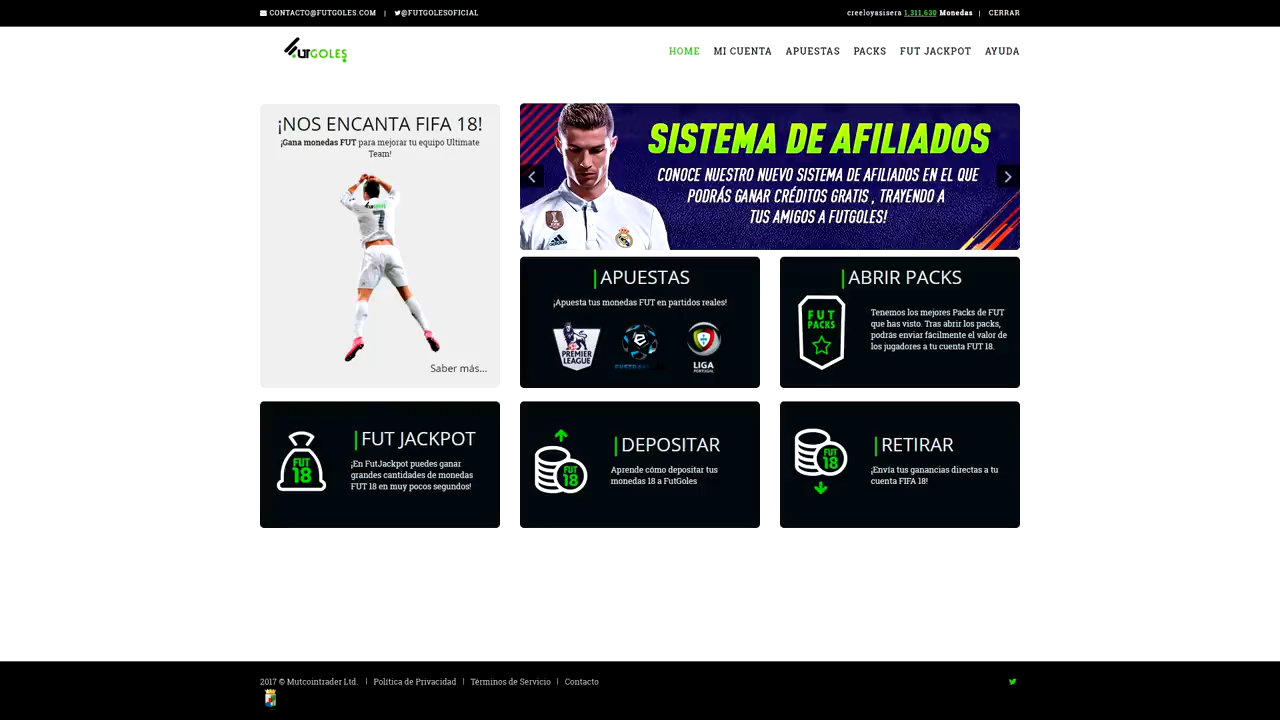 CONTACTO@FUTGOLES.COM | @FUTGOLESOFICIAL
creeloyasisera 1,311,630 Monedas | CERRAR
FUTGOLES
HOME MI CUENTA APUESTAS PACKS FUT JACKPOT AYUDA
¡NOS ENCANTA FIFA 18!
¡Gana monedas FUT para mejorar tu equipo Ultimate
Team!
7
Saber más...
SISTEMA DE AFILIADOS
CONOCE NUESTRO NUEVO SISTEMA DE AFILIADOS EN EL QUE
PODRÁS GANAR CRÉDITOS GRATIS , TRAYENDO A
TUS AMIGOS A FUTGOLES!
adidas
|APUESTAS
¡Apuesta tus monedas FUT en partidos reales!
PREMIER
LEAGUE
LIGA
PORTUGAL
|ABRIR PACKS
FUT
PACKS
Tenemos los mejores Packs de FUT
que has visto. Tras abrir los packs,
podrás enviar fácilmente el valor de
los jugadores a tu cuenta FUT 18.
|FUT JACKPOT
FUT
18
¡En FutJackpot puedes ganar
grandes cantidades de monedas
FUT 18 en muy pocos segundos!
|DEPOSITAR
FUT
18
Aprende cómo depositar tus
monedas 18 a FutGoles
|RETIRAR
FUT
18
¡Envía tus ganancias directas a tu
cuenta FIFA 18!
2017 © Mutcointrader Ltd. | Política de Privacidad | Términos de Servicio | Contacto